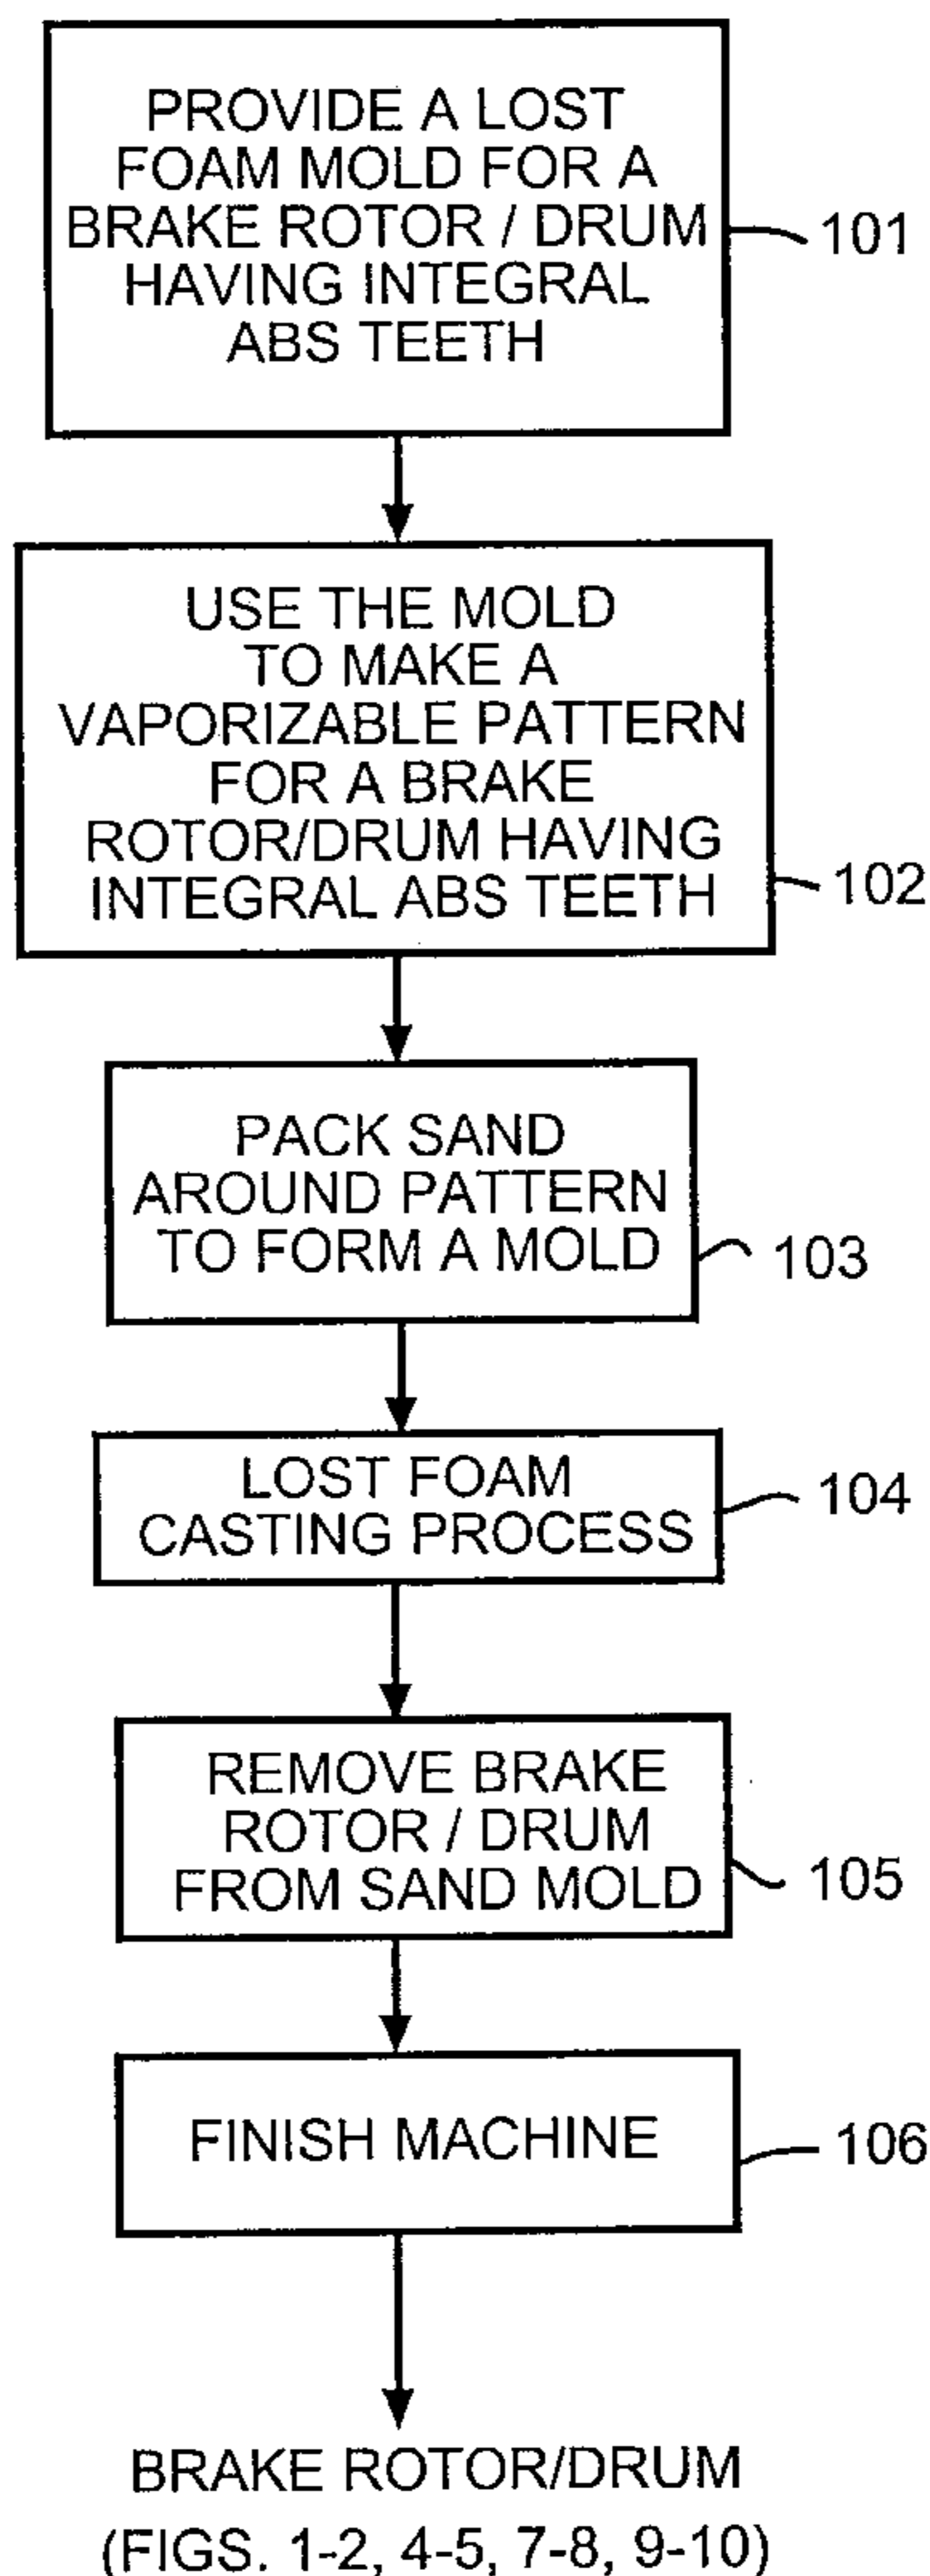 PROVIDE A LOST
FOAM MOLD FOR A
BRAKE ROTOR / DRUM
HAVING INTEGRAL
ABS TEETH
101
USE THE MOLD
TO MAKE A
VAPORIZABLE PATTERN
FOR A BRAKE
ROTOR/DRUM HAVING
INTEGRAL ABS TEETH
102
PACK SAND
AROUND PATTERN
TO FORM A MOLD
103
LOST FOAM
CASTING PROCESS
104
REMOVE BRAKE
ROTOR / DRUM
FROM SAND MOLD
105
FINISH MACHINE
106
BRAKE ROTOR/DRUM
(FIGS. 1-2, 4-5, 7-8, 9-10)